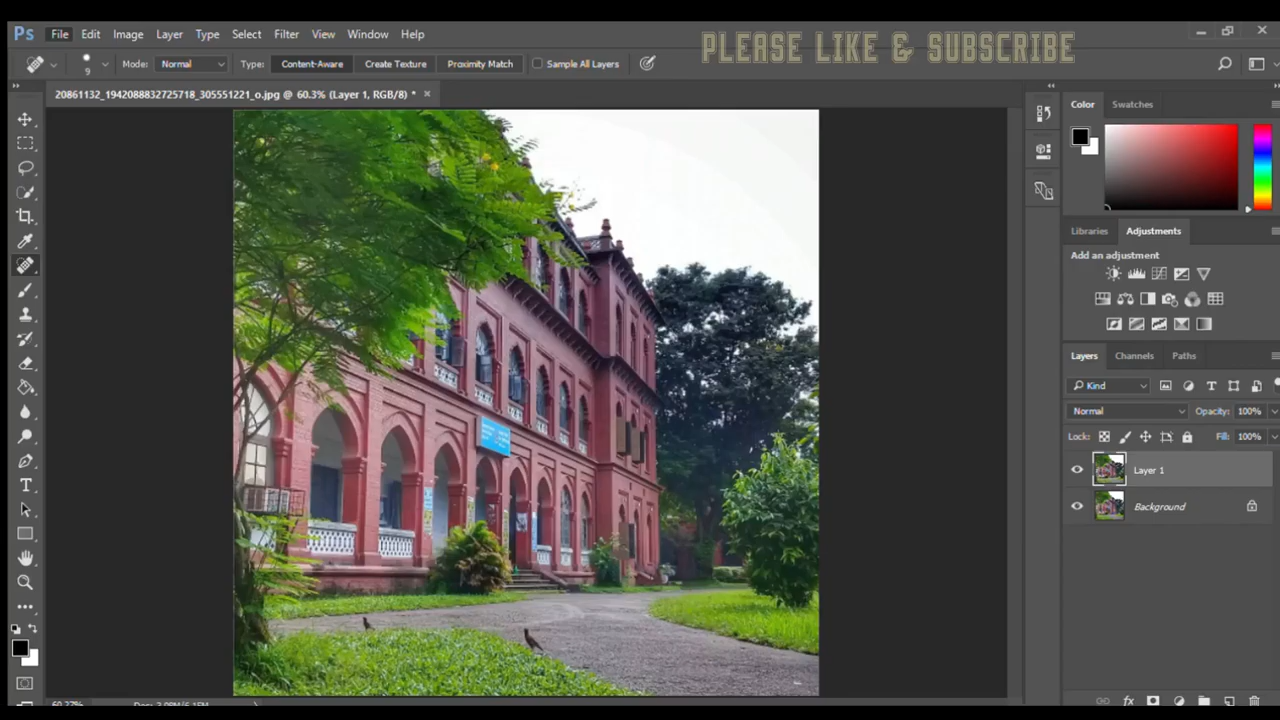 Ps File Edit Image Layer Type Select Filter View Window Help
PLEASE LIKE & SUBSCRIBE
9 Mode: Normal Type: Content-Aware Create Texture Proximity Match Sample All Layers
20861132_1942088832725718_305551221_o.jpg @ 60.3% (Layer 1, RGB/8) *
Color Swatches
Libraries Adjustments
Add an adjustment
Layers Channels Paths
Kind
Normal Opacity: 100%
Lock: Fill: 100%
Layer 1
Background